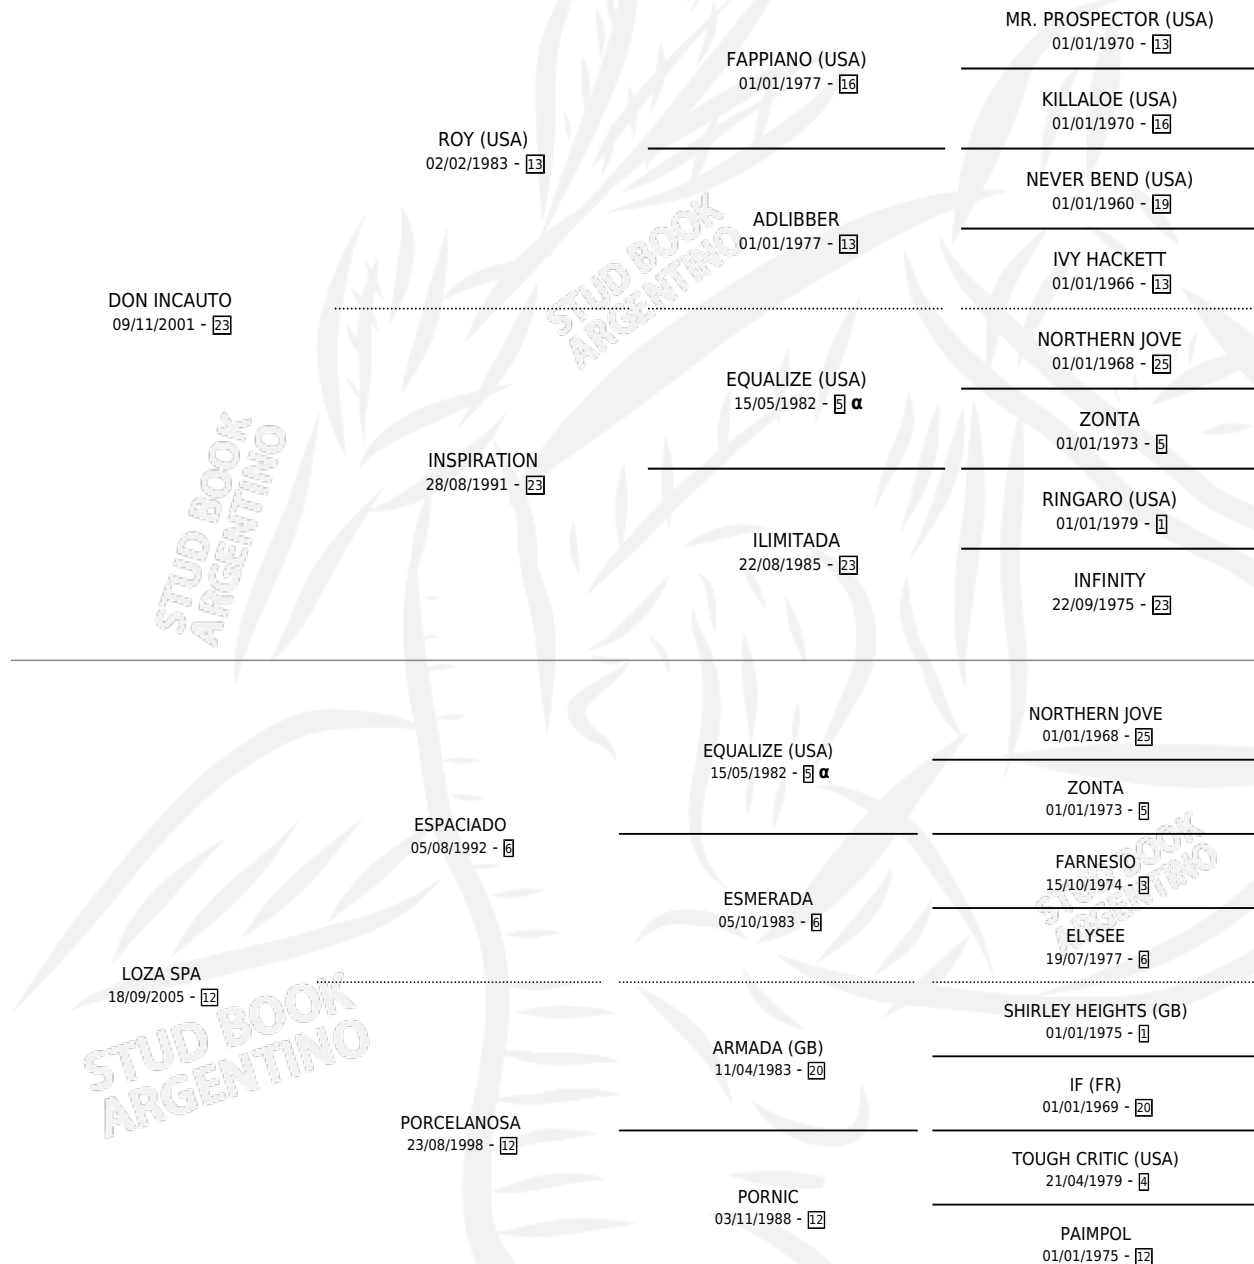 MR. PROSPECTOR (USA)
01/01/1970 - 13
FAPPIANO (USA)
01/01/1977 - 16
KILLALOE (USA)
01/01/1970 - 16
ROY (USA)
02/02/1983 - 13
NEVER BEND (USA)
01/01/1960 - 19
ADLIBBER
01/01/1977 - 13
IVY HACKETT
01/01/1966 - 13
DON INCAUTO
09/11/2001 - 23
NORTHERN JOVE
01/01/1968 - 25
EQUALIZE (USA)
15/05/1982 - 5 α
ZONTA
01/01/1973 - 5
INSPIRATION
28/08/1991 - 23
RINGARO (USA)
01/01/1979 - 1
ILIMITADA
22/08/1985 - 23
INFINITY
22/09/1975 - 23
STUD BOOK
ARGENTINO
STUD BOOK
ARGENTINO
NORTHERN JOVE
01/01/1968 - 25
EQUALIZE (USA)
15/05/1982 - 5 α
ZONTA
01/01/1973 - 5
ESPACIADO
05/08/1992 - 6
FARNESIO
15/10/1974 - 3
ESMERADA
05/10/1983 - 6
ELYSEE
19/07/1977 - 6
LOZA SPA
18/09/2005 - 12
SHIRLEY HEIGHTS (GB)
01/01/1975 - 1
ARMADA (GB)
11/04/1983 - 20
IF (FR)
01/01/1969 - 20
PORCELANOSA
23/08/1998 - 12
TOUGH CRITIC (USA)
21/04/1979 - 4
PORNIC
03/11/1988 - 12
PAIMPOL
01/01/1975 - 12
STUD BOOK
ARGENTINO
STUD BOOK
ARGENTINO